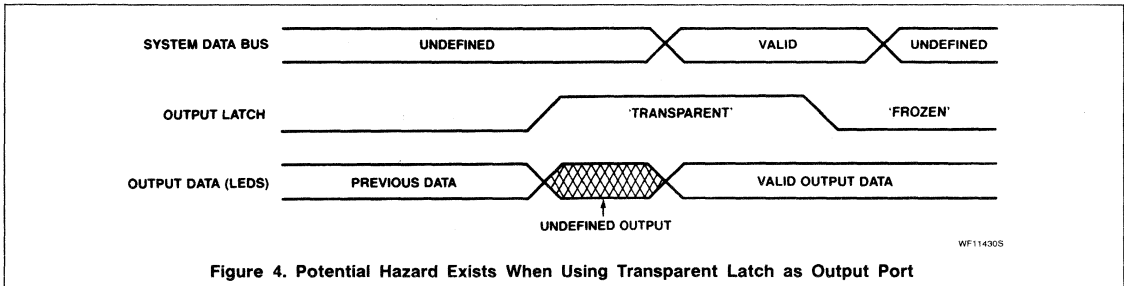 SYSTEM DATA BUS UNDEFINED VALID UNDEFINED
OUTPUT LATCH 'TRANSPARENT' 'FROZEN'
OUTPUT DATA (LEDS) PREVIOUS DATA VALID OUTPUT DATA
UNDEFINED OUTPUT
WF11430S
Figure 4. Potential Hazard Exists When Using Transparent Latch as Output Port